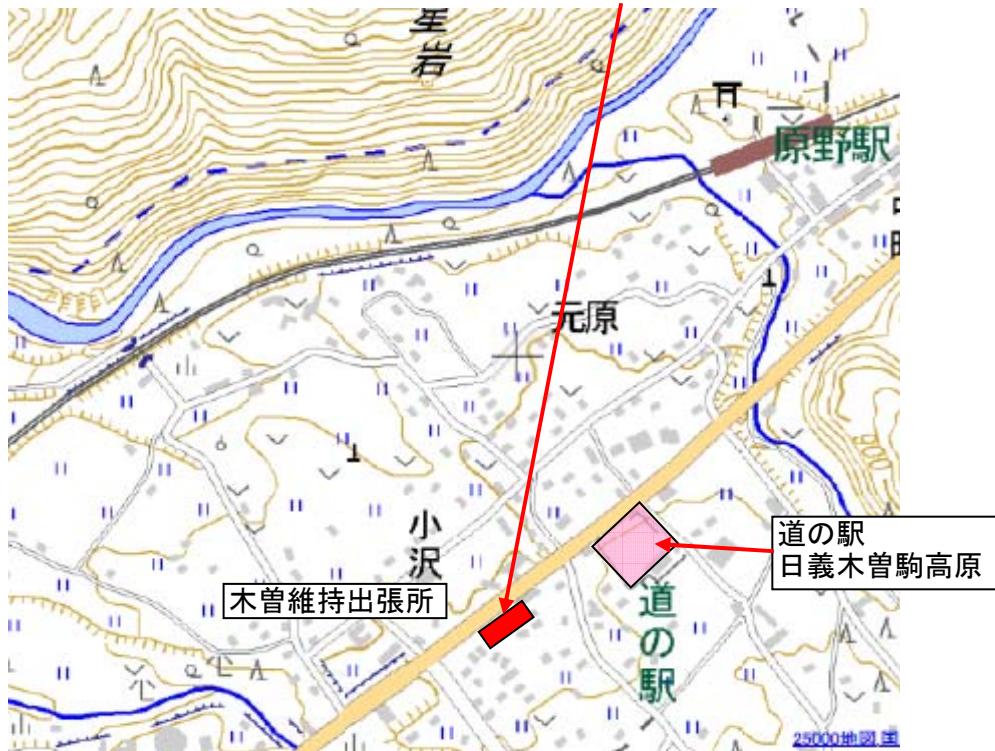 星岩
原野駅
元原
小沢
木曽維持出張所
道の駅
日義木曽駒高原
道の駅
25000地図,国